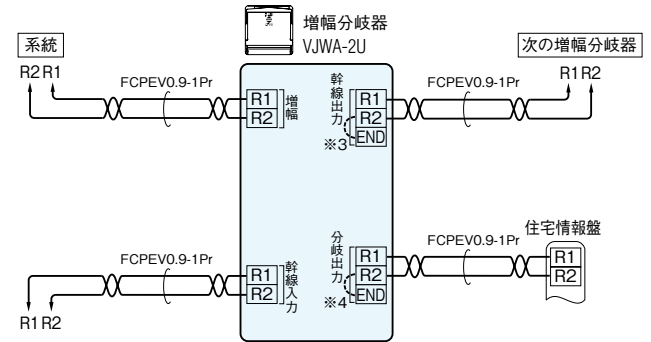 増幅分岐器
VJWA-2U
系統
次の増幅分岐器
R2 R1
FCPEV0.9-1Pr
R1
R2
増幅
幹線出力
R1
R2
END
※3
FCPEV0.9-1Pr
R1 R2
FCPEV0.9-1Pr
R1
R2
幹線入力
R1 R2
分岐出力
R1
R2
END
※4
FCPEV0.9-1Pr
住宅情報盤
R1
R2